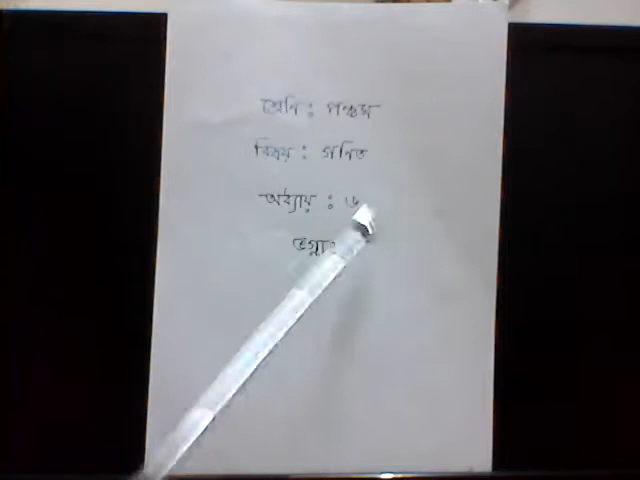 শ্রেণি : পঞ্চম
বিষয় : গণিত
অধ্যায় : ৬